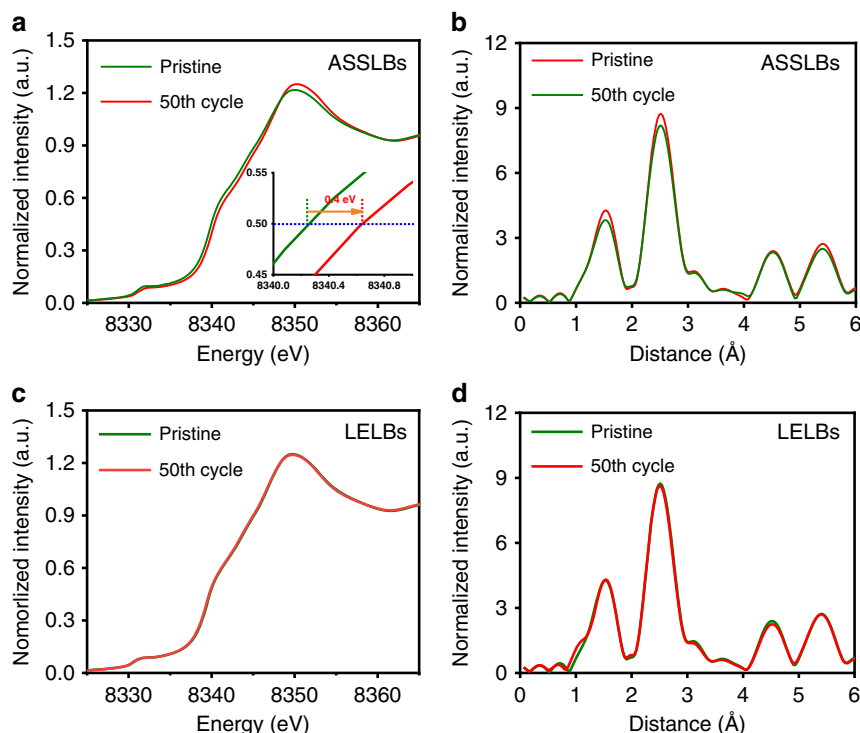 a
1.5
1.2
0.9
0.6
0.3
0.0
Normalized intensity (a.u.)
Pristine
50th cycle
ASSLBs
0.55
0.50
0.45
0.4 eV
8340.0 8340.4 8340.8
8330 8340 8350 8360
Energy (eV)
b
12
9
6
3
0
Normalized intensity (a.u.)
Pristine
50th cycle
ASSLBs
0 1 2 3 4 5 6
Distance (Å)
c
1.5
1.2
0.9
0.6
0.3
0.0
Nomorlized intensity (a.u.)
Pristine
50th cycle
LELBs
8330 8340 8350 8360
Energy (eV)
d
12
9
6
3
0
Normalized intensity (a.u.)
Pristine
50th cycle
LELBs
0 1 2 3 4 5 6
Distance (Å)